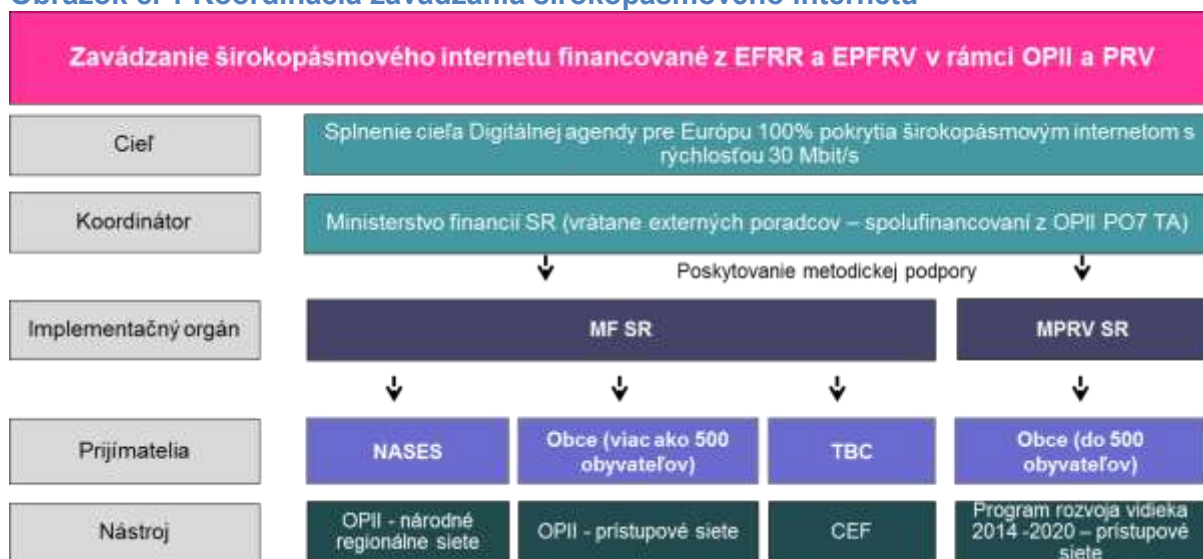 Zavádzanie širokopásmového internetu financované z EFRR a EPFRV v rámci OPII a PRV
Cieľ
Splnenie cieľa Digitálnej agendy pre Európu 100% pokrytia širokopásmovým internetom s
rýchlosťou 30 Mbit/s
Koordinátor
Ministerstvo financií SR (vrátane externých poradcov – spolufinancovaní z OPII PO7 TA)
Poskytovanie metodickej podpory
Implementačný orgán
MF SR
MPRV SR
Prijímatelia
NASES
Obce (viac ako 500
obyvateľov)
TBC
Obce (do 500
obyvateľov)
Nástroj
OPII - národné
regionálne siete
OPII - prístupové siete
CEF
Program rozvoja vidieka
2014 -2020 – prístupové
siete